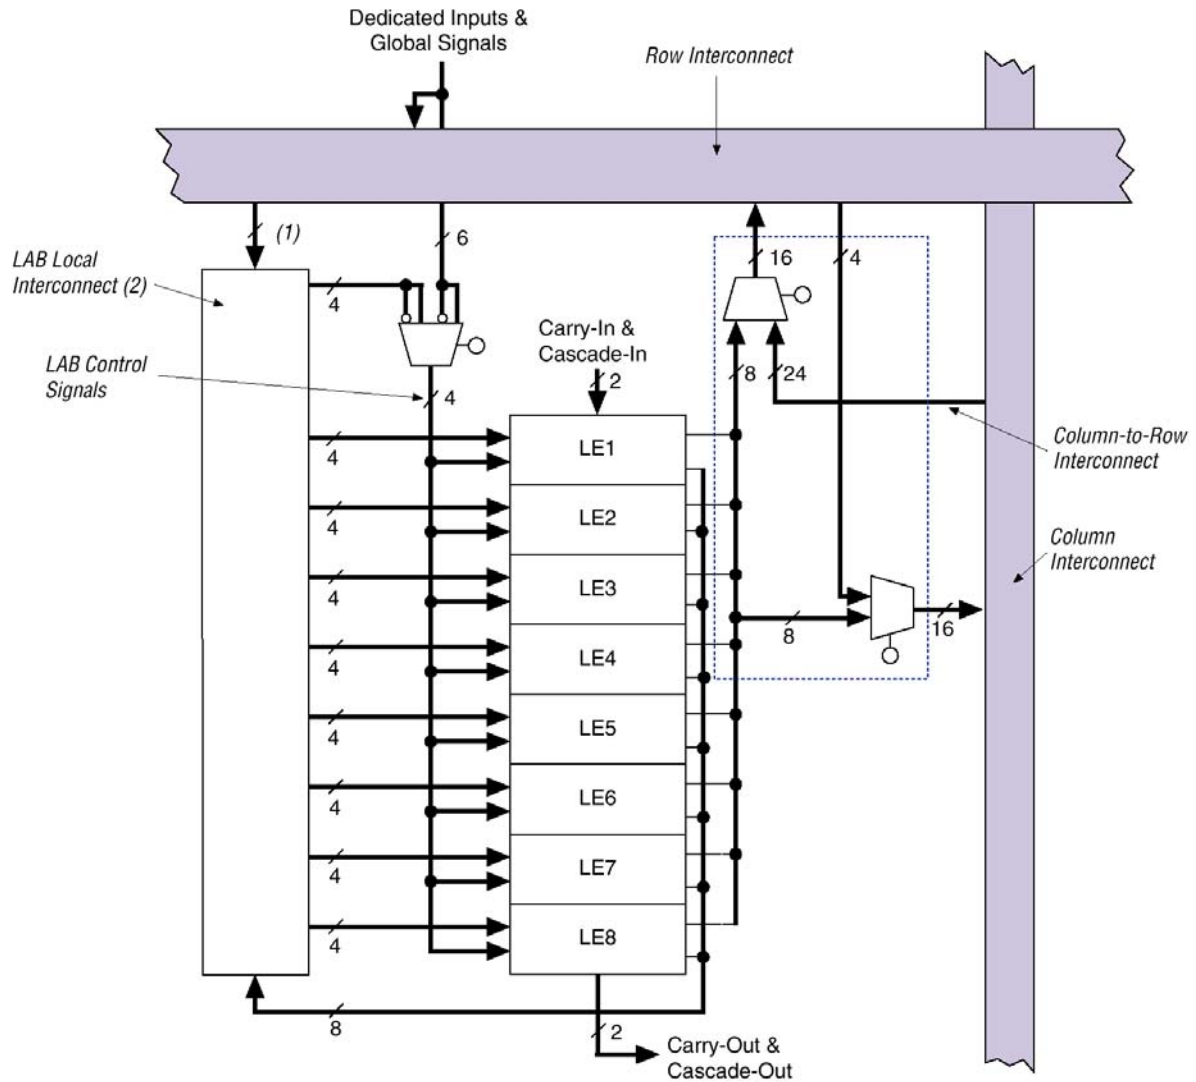 Dedicated Inputs &
Global Signals
Row Interconnect
(1)
6
16
4
LAB Local
Interconnect (2)
4
Carry-In &
Cascade-In
LAB Control
Signals
4
2
8
24
Column-to-Row
Interconnect
4
LE1
4
LE2
Column
Interconnect
4
LE3
8
16
4
LE4
4
LE5
4
LE6
4
LE7
4
LE8
8
2
Carry-Out &
Cascade-Out